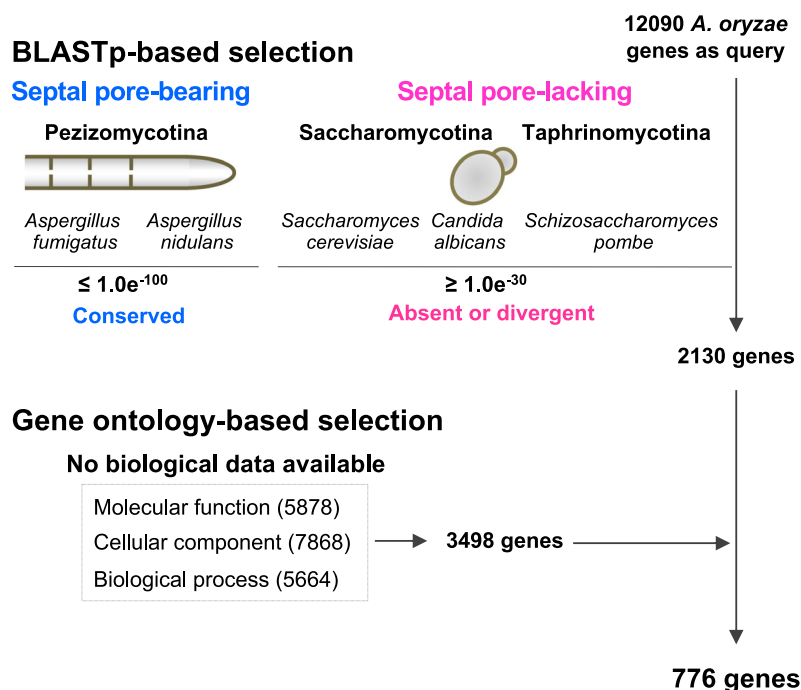 12090 A. oryzae
genes as query
BLASTp-based selection
Septal pore-bearing
Septal pore-lacking
Pezizomycotina
Saccharomycotina
Taphrinomycotina
Aspergillus
fumigatus
Aspergillus
nidulans
Saccharomyces
cerevisiae
Candida
albicans
Schizosaccharomyces
pombe
≤ 1.0e-100
≥ 1.0e-30
Conserved
Absent or divergent
2130 genes
Gene ontology-based selection
No biological data available
Molecular function (5878)
Cellular component (7868)
Biological process (5664)
3498 genes
776 genes